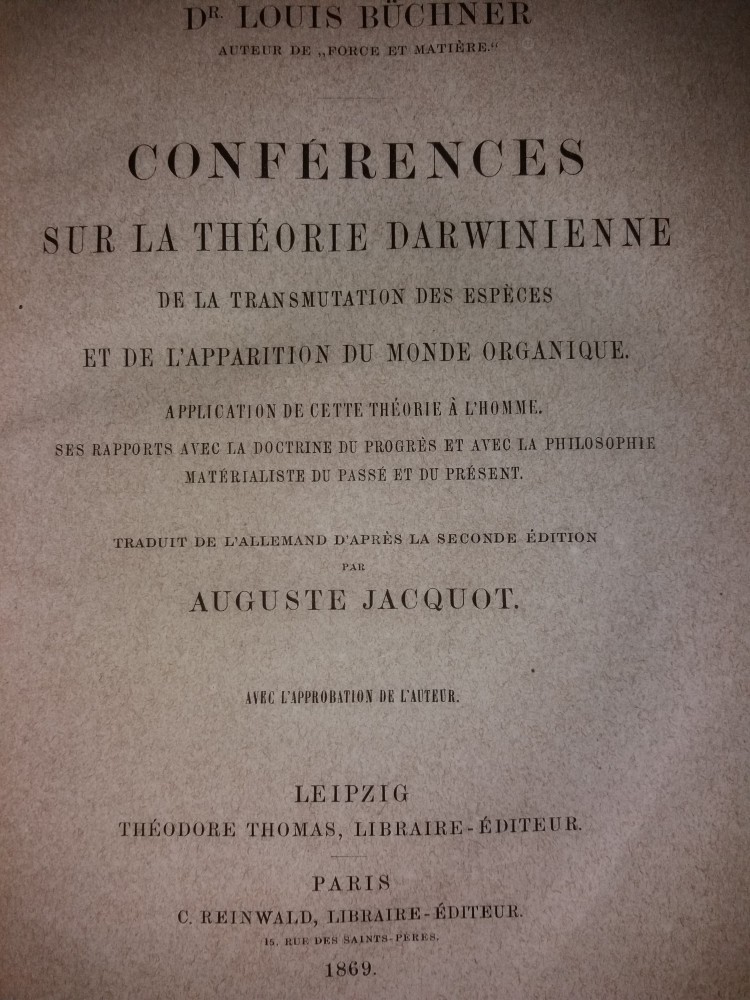 DR. LOUIS BÜCHNER
AUTEUR DE „FORCE ET MATIÈRE.“
CONFÉRENCES
SUR LA THÉORIE DARWINIENNE
DE LA TRANSMUTATION DES ESPÈCES
ET DE L'APPARITION DU MONDE ORGANIQUE.
APPLICATION DE CETTE THÉORIE À L'HOMME.
SES RAPPORTS AVEC LA DOCTRINE DU PROGRÈS ET AVEC LA PHILOSOPHIE
MATÉRIALISTE DU PASSÉ ET DU PRÉSENT.
TRADUIT DE L'ALLEMAND D'APRÈS LA SECONDE ÉDITION
PAR
AUGUSTE JACQUOT.
AVEC L'APPROBATION DE L'AUTEUR.
LEIPZIG
THÉODORE THOMAS, LIBRAIRE-ÉDITEUR.
PARIS
C. REINWALD, LIBRAIRE-ÉDITEUR.
15, RUE DES SAINTS-PÈRES.
1869.